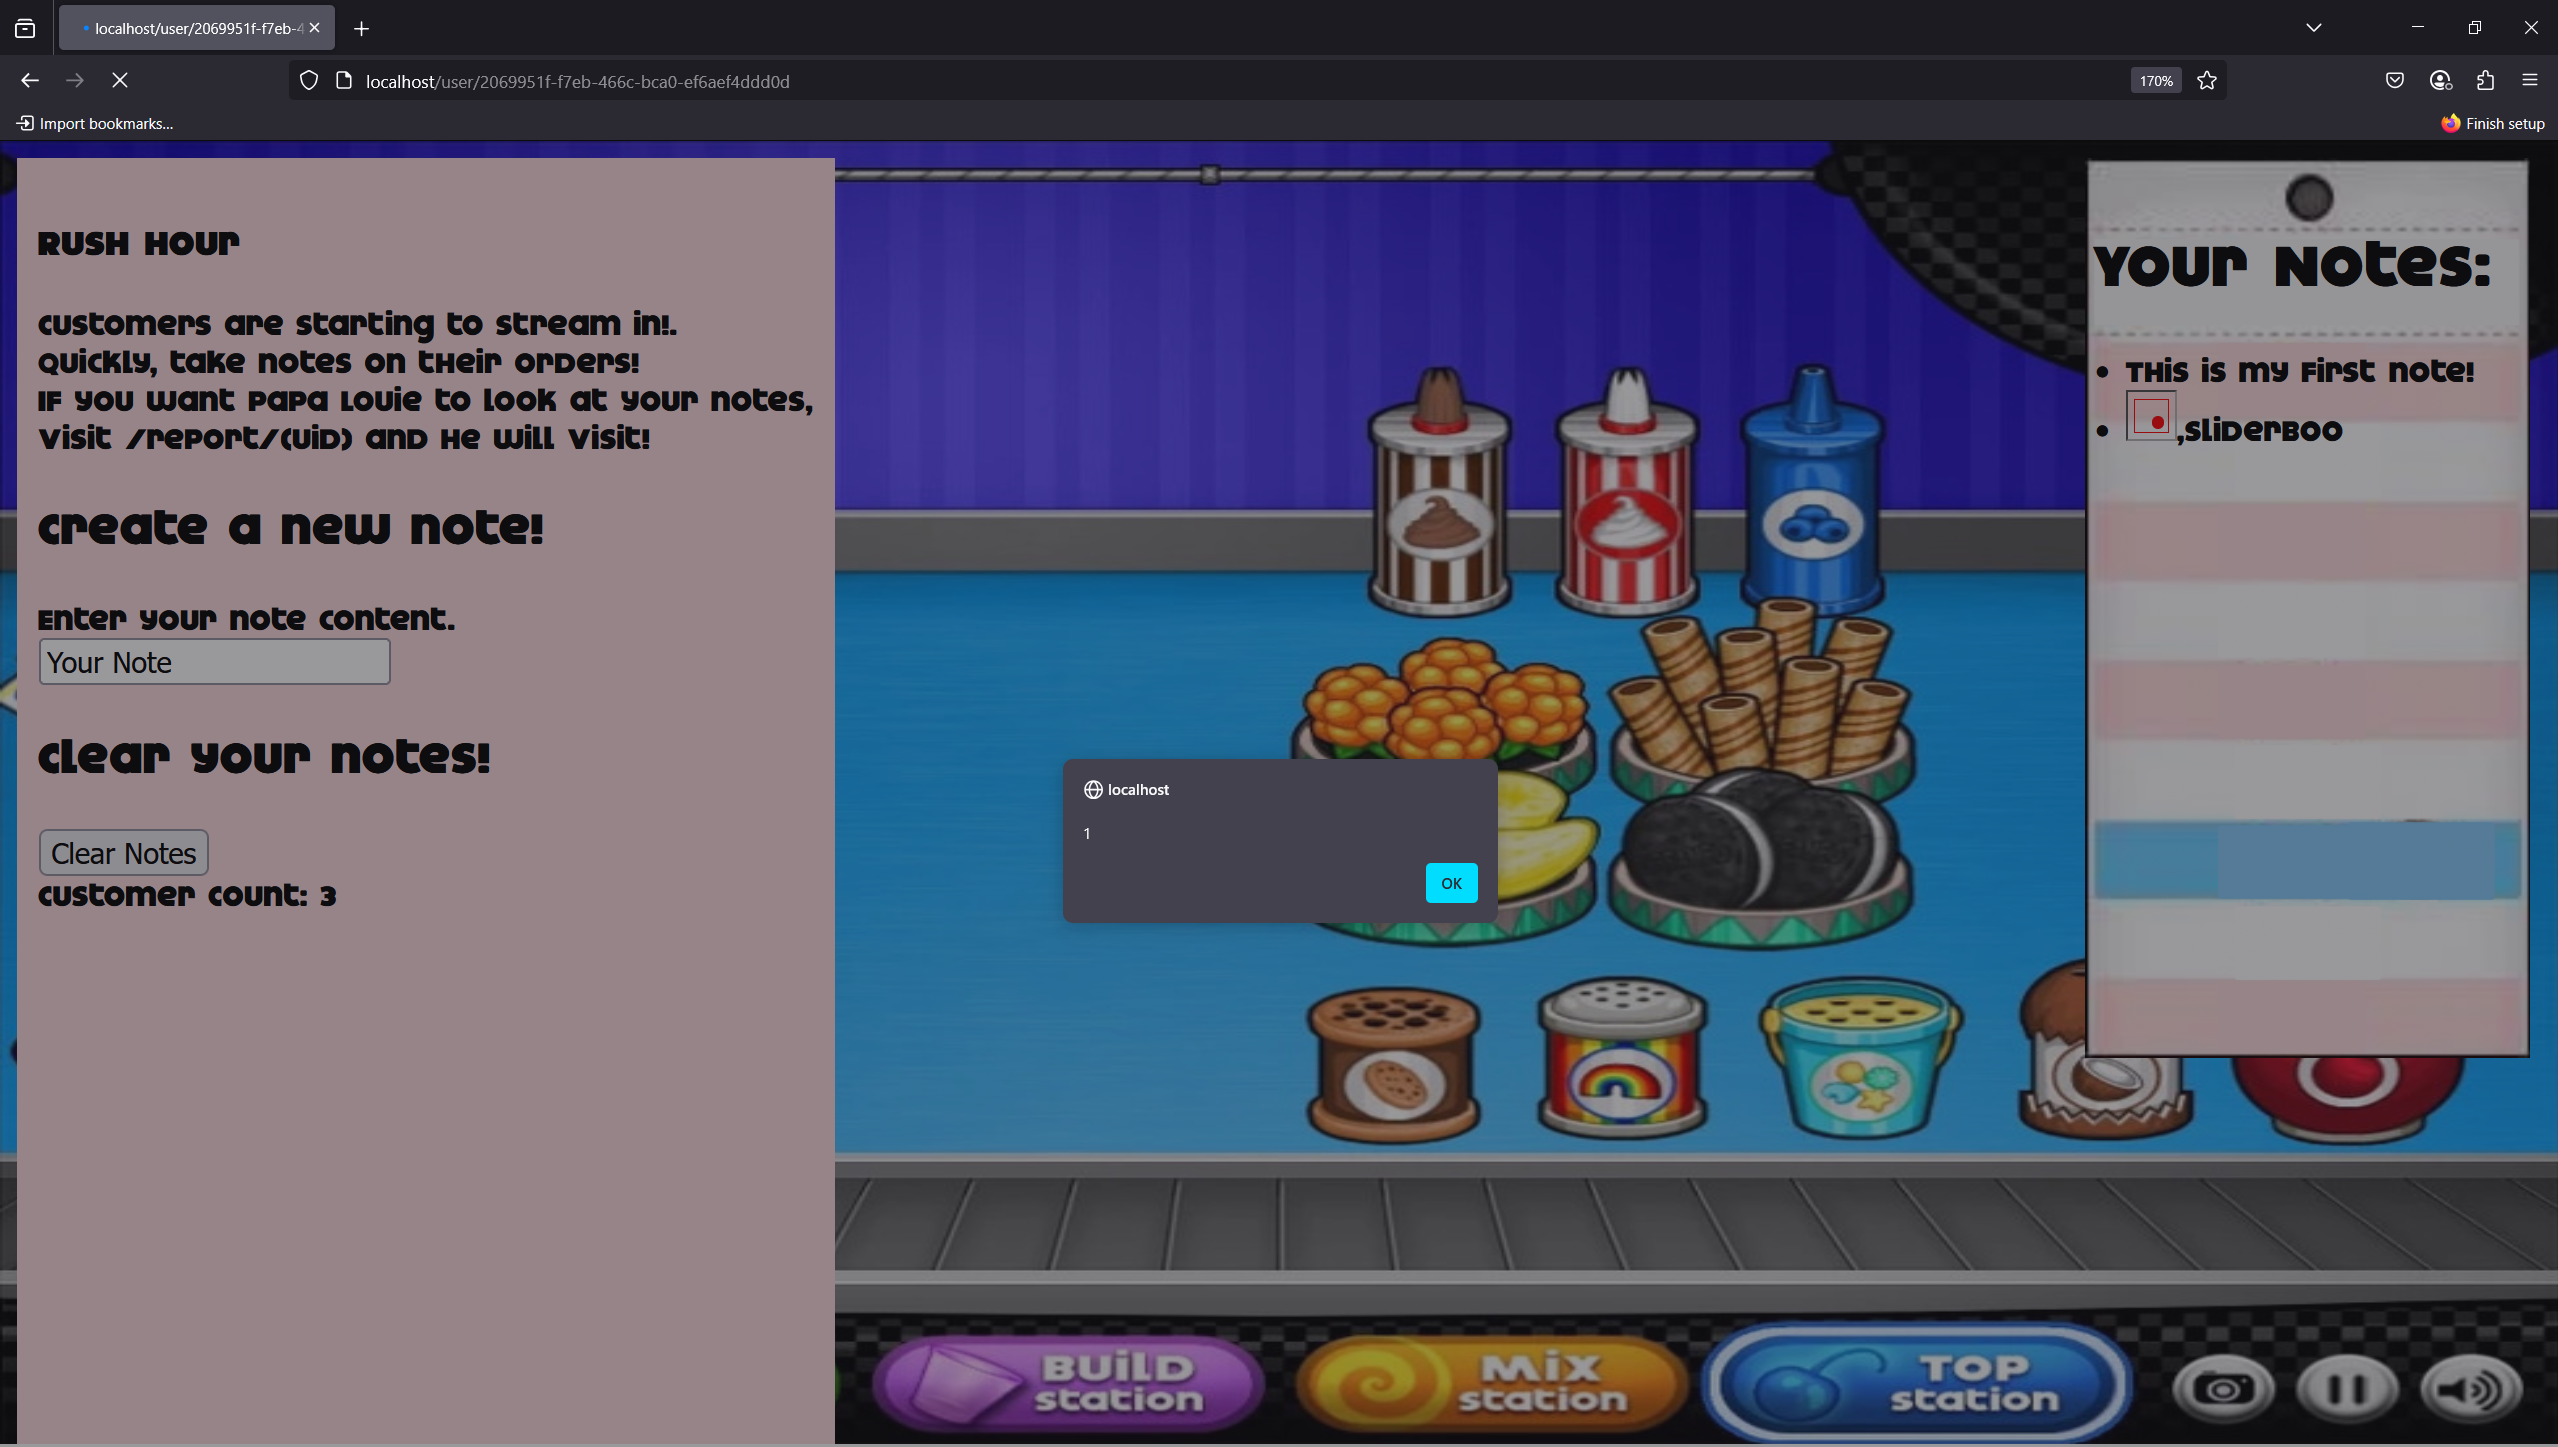 localhost/user/2069951f-f7eb-4
localhost/user/2069951f-f7eb-466c-bca0-ef6aef4ddd0d
170%
Import bookmarks...
Finish setup
Rush Hour
Customers are starting to stream in!.
Quickly, take notes on their orders!
If you want Papa Louie to look at your notes,
visit /report/(UID) and he will visit!
Create a new note!
Enter your note content.
Your Note
Clear your notes!
Clear Notes
Customer Count: 3
localhost
1
OK
Your Notes:
This is my first note!
,sliderboo
BUILD
station
MIX
station
TOP
station